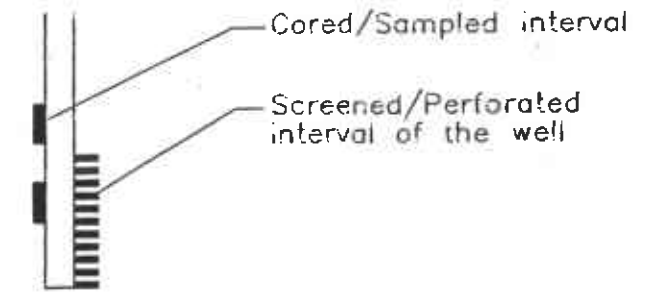 Cored/Sampled interval
Screened/Perforated
interval of the well